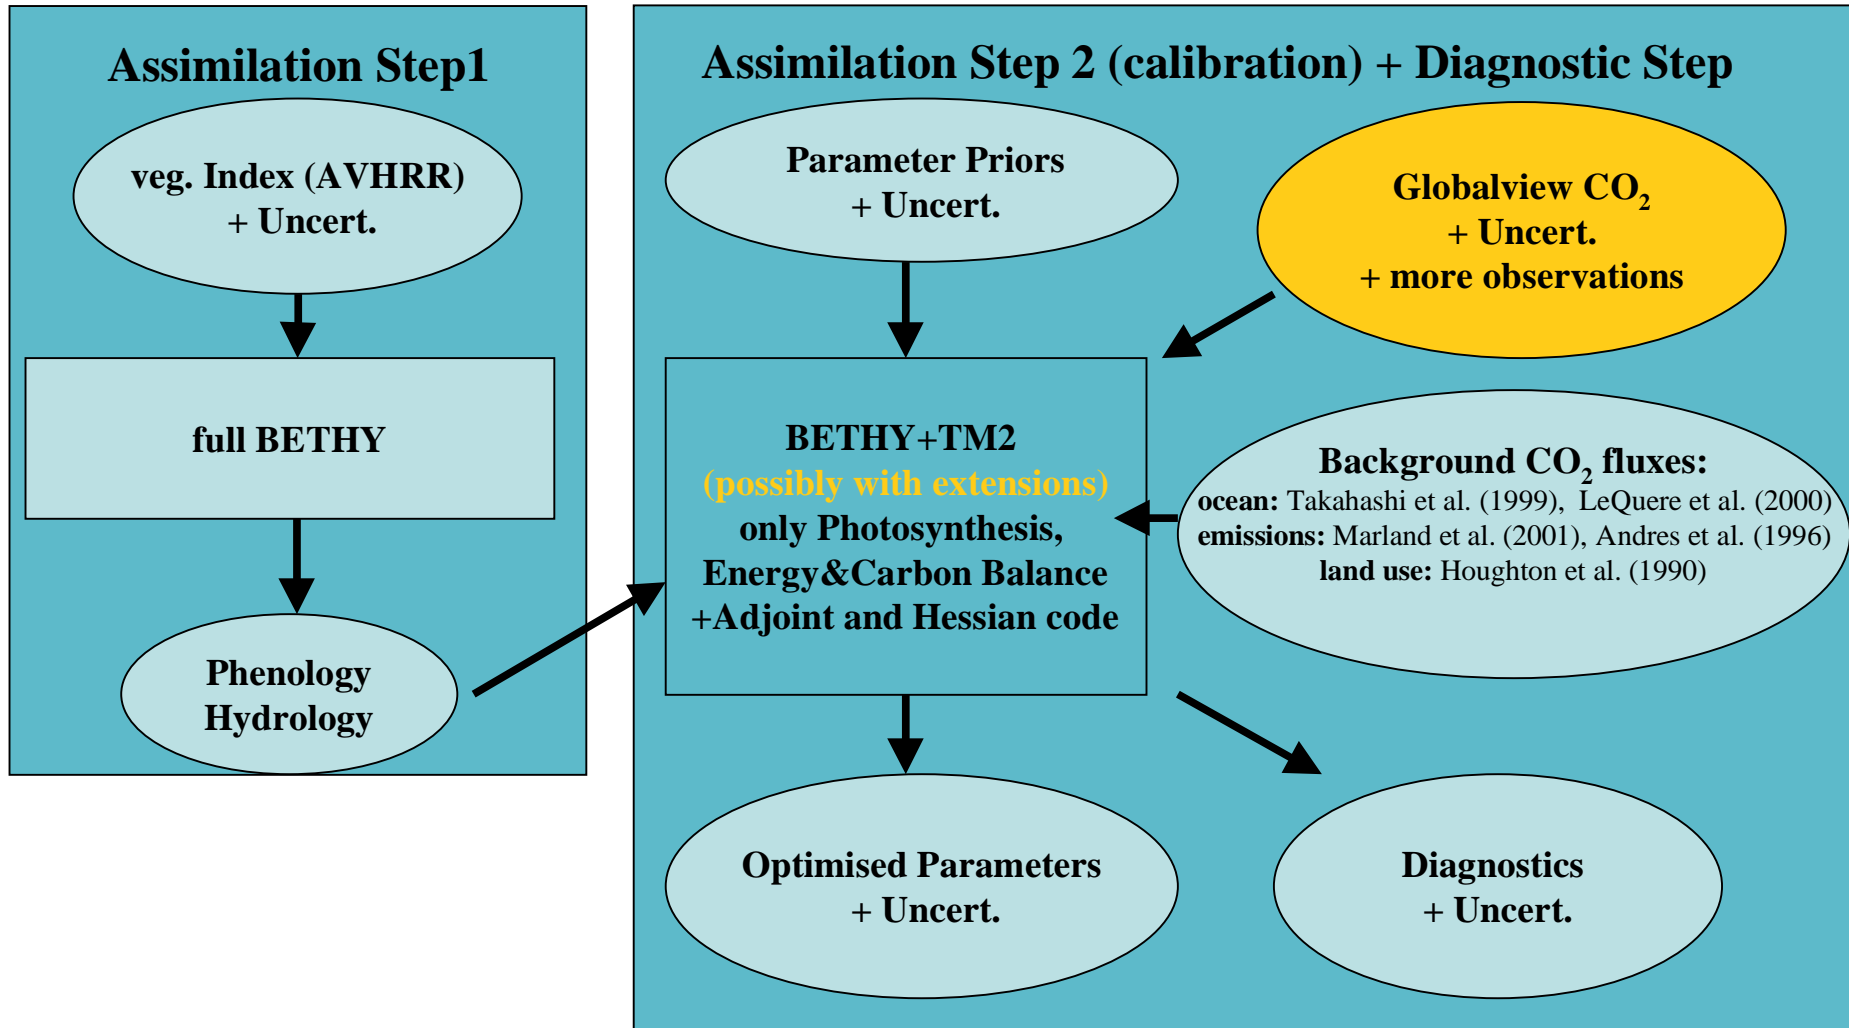 Assimilation Step1
veg. Index (AVHRR)
+ Uncert.
full BETHY
Phenology
Hydrology
Assimilation Step 2 (calibration) + Diagnostic Step
Parameter Priors
+ Uncert.
Globalview CO2
+ Uncert.
+ more observations
BETHY+TM2
(possibly with extensions)
only Photosynthesis,
Energy&Carbon Balance
+Adjoint and Hessian code
Background CO2 fluxes:
ocean: Takahashi et al. (1999), LeQuere et al. (2000)
emissions: Marland et al. (2001), Andres et al. (1996)
land use: Houghton et al. (1990)
Optimised Parameters
+ Uncert.
Diagnostics
+ Uncert.